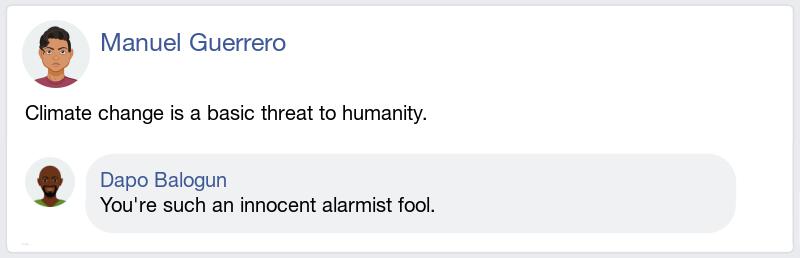 Manuel Guerrero
Climate change is a basic threat to humanity.
Dapo Balogun
You're such an innocent alarmist fool.